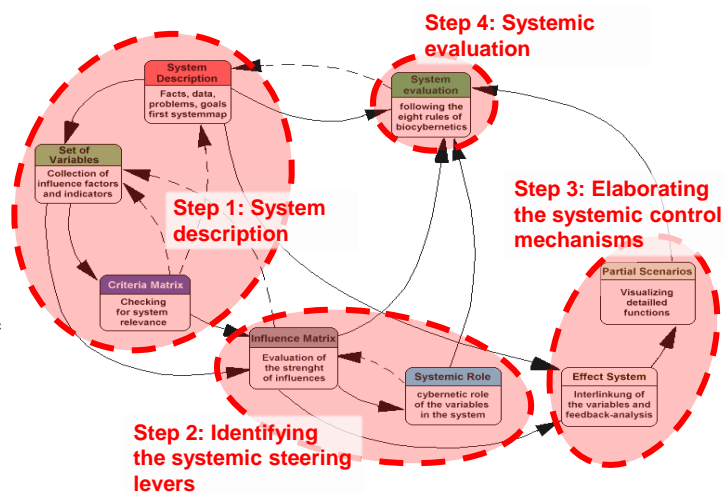 Step 4: Systemic
evaluation
System
Description
Facts, data,
problems, goals
first systemmap
System
evaluation
following the
eight rules of
biocybernetics
Set of
Variables
Collection of
influence factors
and indicators
Step 1: System
description
Step 3: Elaborating
the systemic control
mechanisms
Criteria Matrix
Checking
for system
relevance
Partial Scenarios
Visualizing
detailled
functions
Influence Matrix
Evaluation of
the strenght of
influences
Systemic Role
cybernetic role
of the variables
in the system
Effect System
Interlinkung of
the variables and
feedback-analysis
Step 2: Identifying
the systemic steering
levers